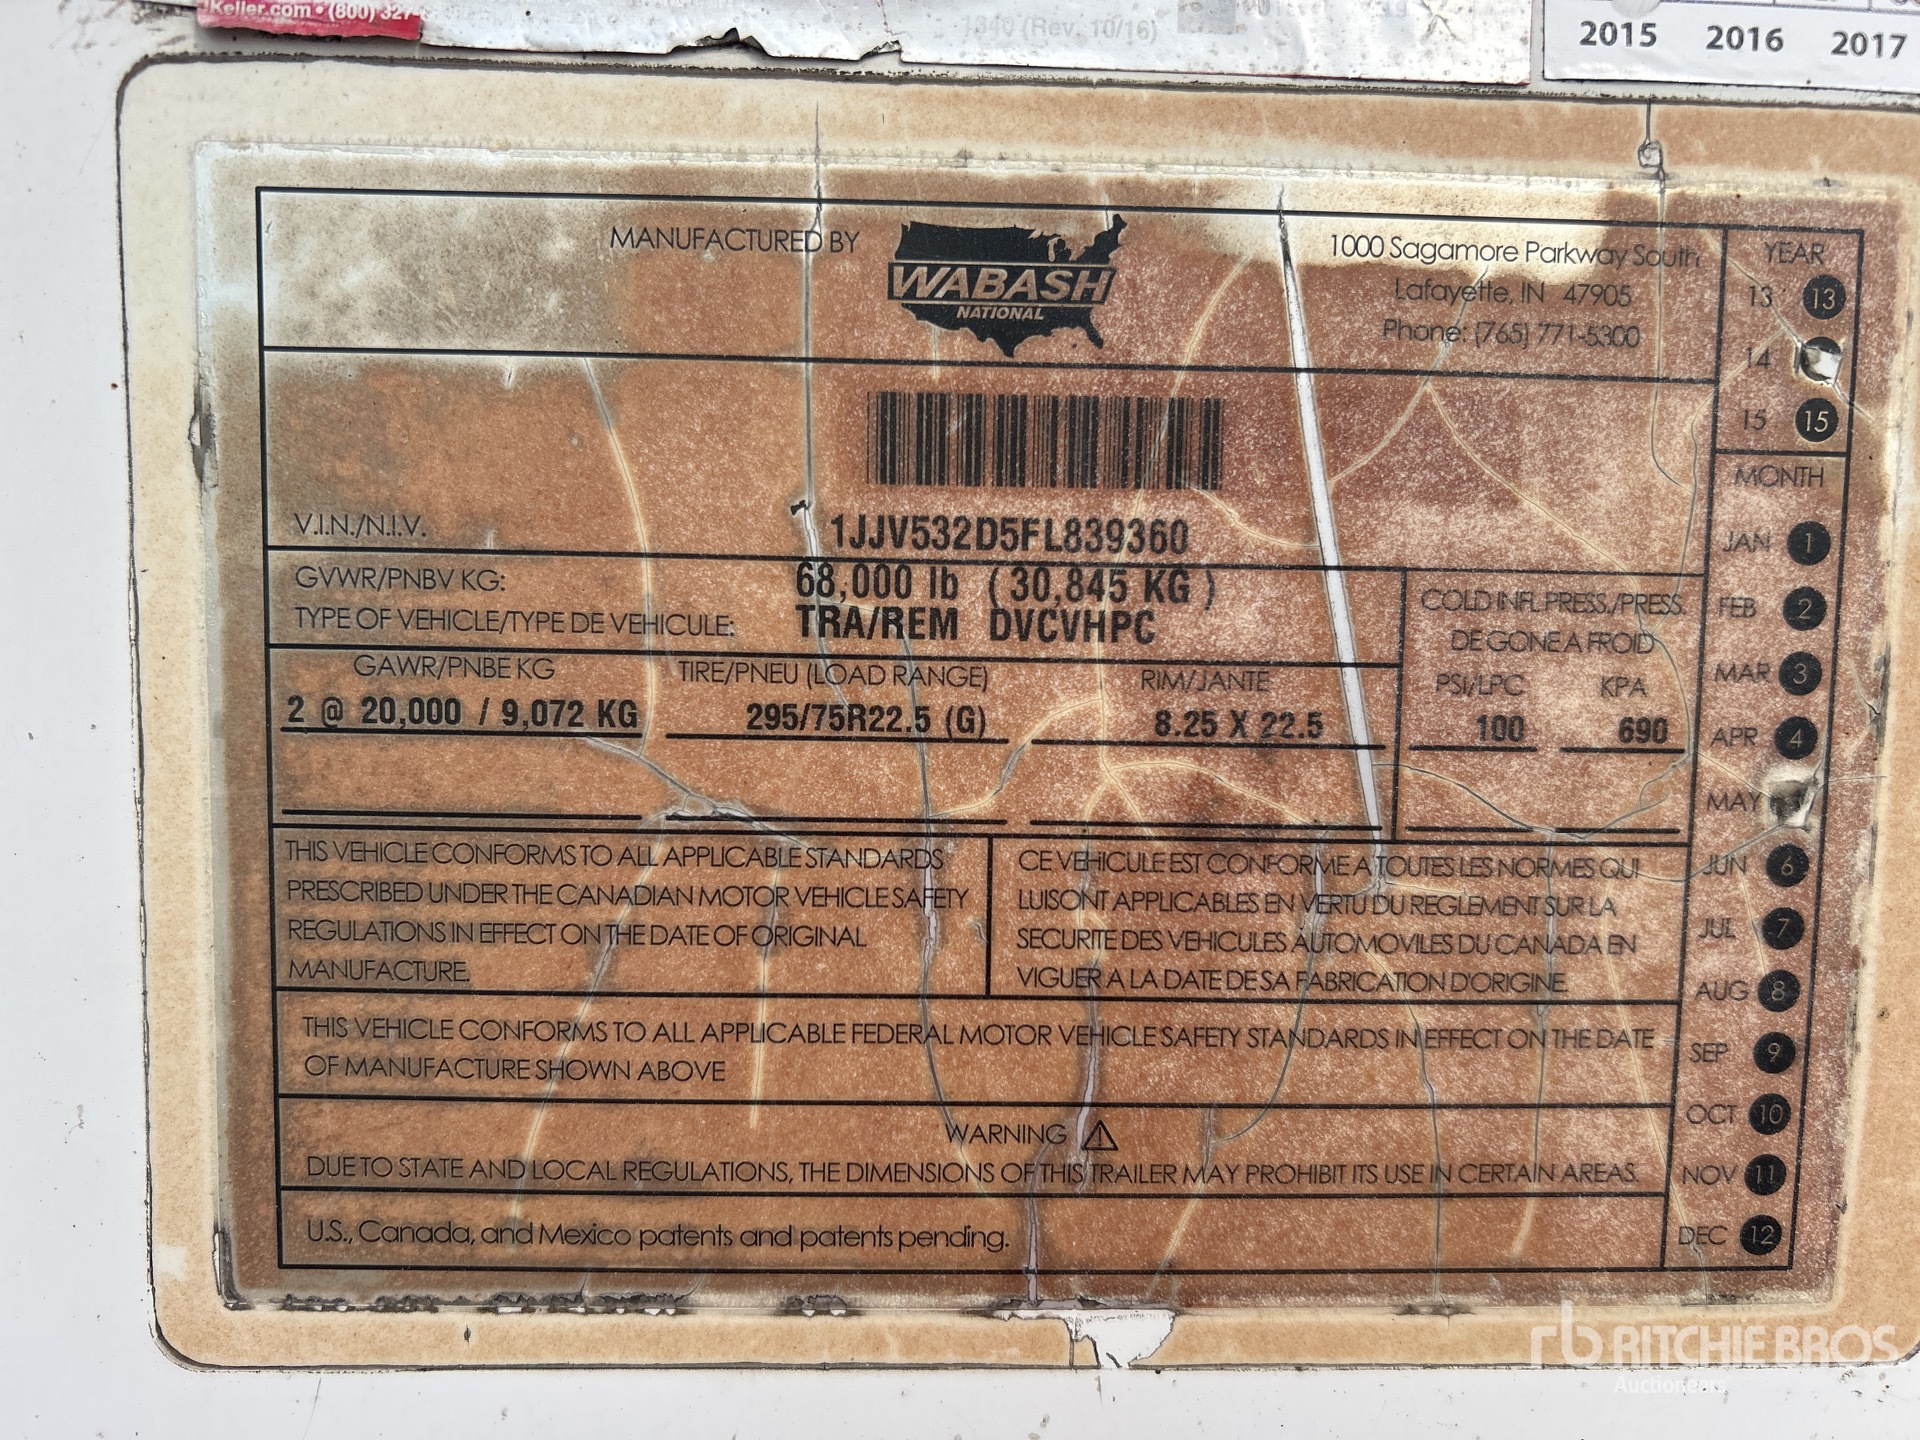 JKeller.com • (800) 327-
1340 (Rev. 10/16)
19 X
2015 2016 2017
MANUFACTURED BY
WABASH
NATIONAL
1000 Sagamore Parkway South
Lafayette, IN 47905
Phone: (765) 771-5300
YEAR
13 13
14
15 15
V.I.N./N.I.V. 1JJV532D5FL839360
GVWR/PNBV KG: 68,000 lb ( 30,845 KG )
TYPE OF VEHICLE/TYPE DE VEHICULE: TRA/REM DVCVHPC
GAWR/PNBE KG TIRE/PNEU (LOAD RANGE) RIM/JANTE
2 @ 20,000 / 9,072 KG 295/75R22.5 (G) 8.25 X 22.5
COLD INFL.PRESS./PRESS.
DE GONE A FROID
PSI/LPC KPA
100 690
MONTH
JAN 1
FEB 2
MAR 3
APR 4
MAY
JUN 6
JUL 7
AUG 8
SEP 9
OCT 10
NOV 11
DEC 12
THIS VEHICLE CONFORMS TO ALL APPLICABLE STANDARDS
PRESCRIBED UNDER THE CANADIAN MOTOR VEHICLE SAFETY
REGULATIONS IN EFFECT ON THE DATE OF ORIGINAL
MANUFACTURE.
CE VEHICULE EST CONFORME A TOUTES LES NORMES QUI
LUISONT APPLICABLES EN VERTU DU REGLEMENT SUR LA
SECURITE DES VEHICULES AUTOMOVILES DU CANADA EN
VIGUER A LA DATE DE SA FABRICATION D'ORIGINE.
THIS VEHICLE CONFORMS TO ALL APPLICABLE FEDERAL MOTOR VEHICLE SAFETY STANDARDS IN EFFECT ON THE DATE
OF MANUFACTURE SHOWN ABOVE
WARNING
DUE TO STATE AND LOCAL REGULATIONS, THE DIMENSIONS OF THIS TRAILER MAY PROHIBIT ITS USE IN CERTAIN AREAS.
U.S., Canada, and Mexico patents and patents pending.
rb RITCHIE BROS
Auctioneers